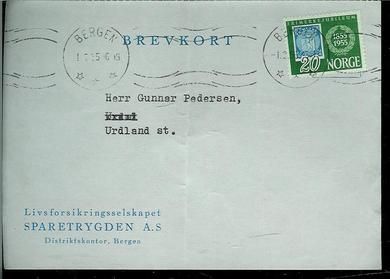 BREVKORT
BERGEN
FRIMERKEJUBILEUM
1855
1955
20 NORGE
Herr Gunnar Pedersen,
Urdland st.
Livsforsikringsselskapet
SPARETRYGDEN A.S
Distriktskontor, Bergen